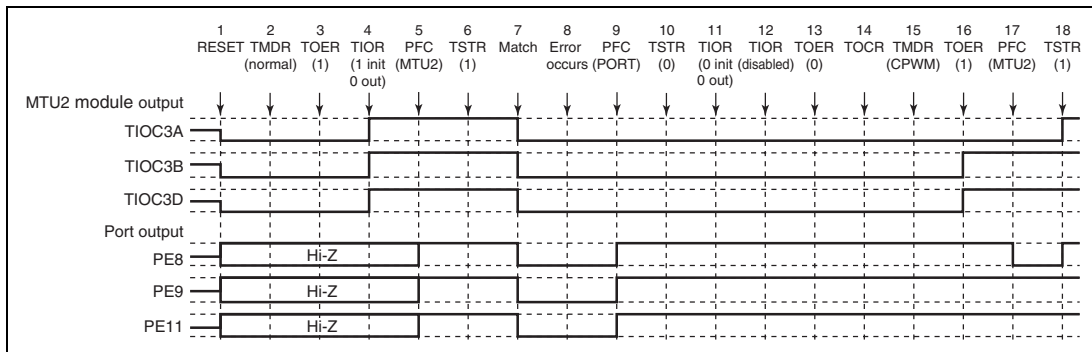 1 2 3 4 5 6 7 8 9 10 11 12 13 14 15 16 17 18
RESET TMDR TOER TIOR PFC TSTR Match Error PFC TSTR TIOR TIOR TOER TOCR TMDR TOER PFC TSTR
(normal) (1) (1 init (MTU2) (1) occurs (PORT) (0) (0 init (disabled) (0) (CPWM) (1) (MTU2) (1)
0 out) 0 out)
MTU2 module output
TIOC3A
TIOC3B
TIOC3D
Port output
PE8 Hi-Z
PE9 Hi-Z
PE11 Hi-Z